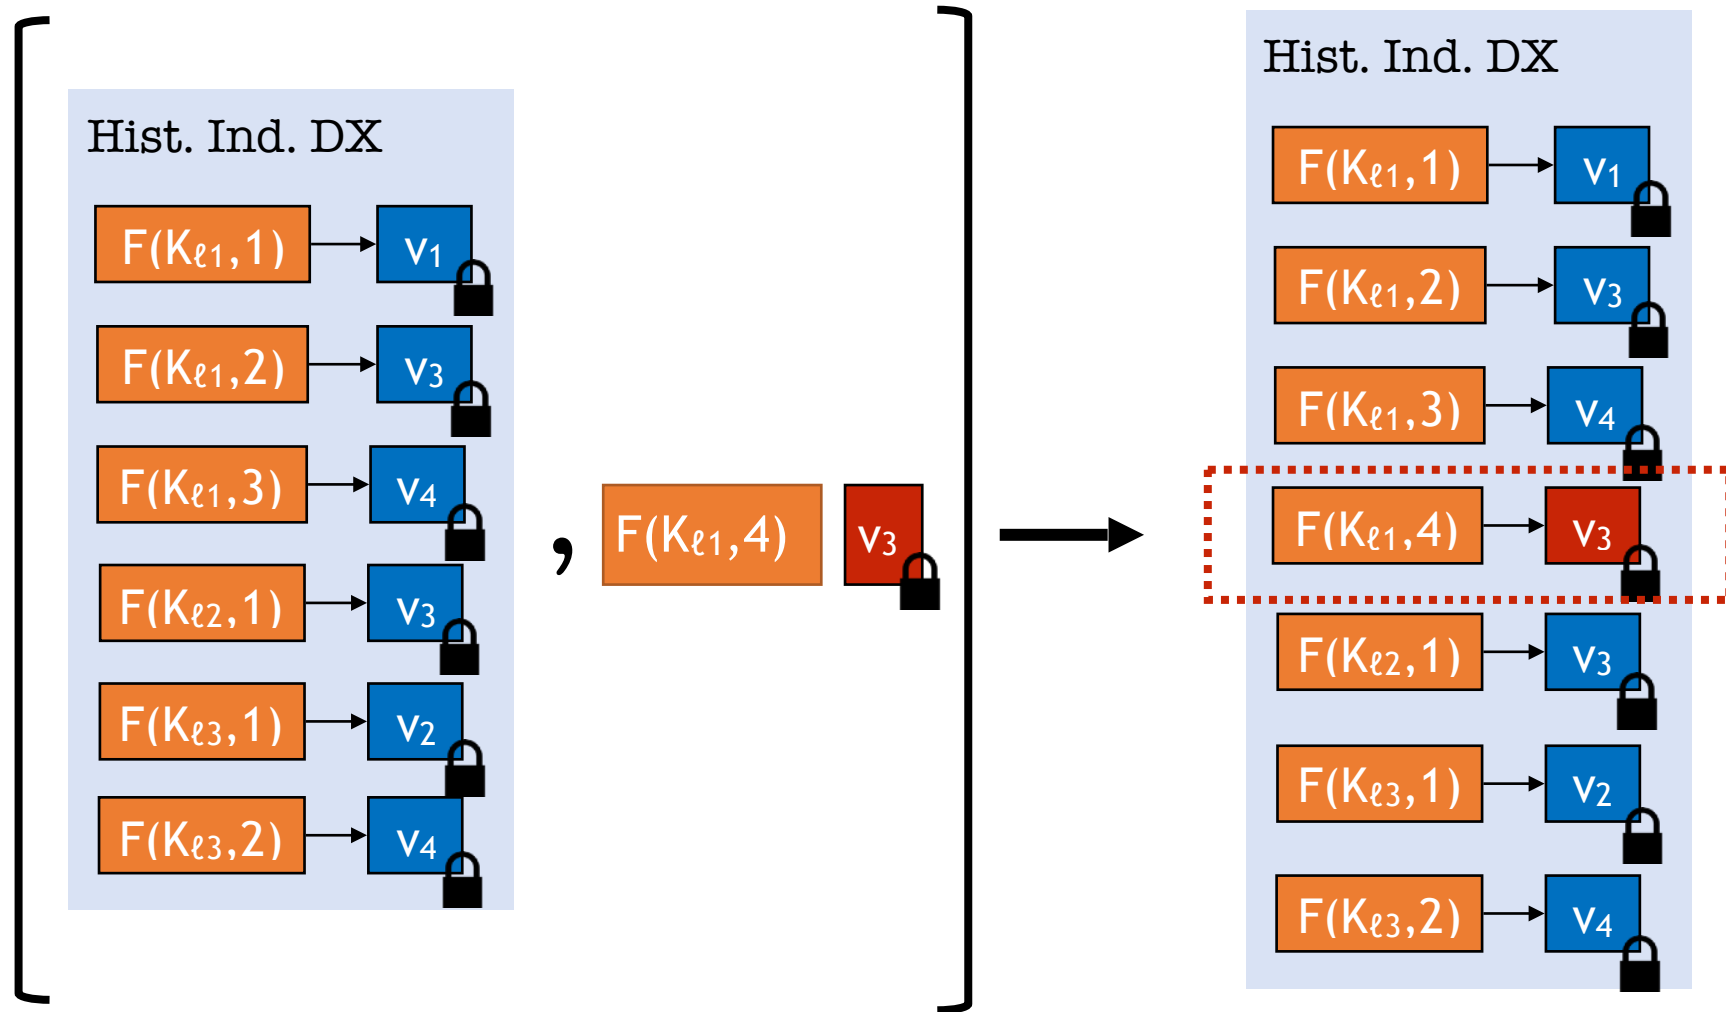 Hist. Ind. DX
F(Kℓ1,1) v1
F(Kℓ1,2) v3
F(Kℓ1,3) v4
F(Kℓ2,1) v3
F(Kℓ3,1) v2
F(Kℓ3,2) v4
, F(Kℓ1,4) v3
Hist. Ind. DX
F(Kℓ1,1) v1
F(Kℓ1,2) v3
F(Kℓ1,3) v4
F(Kℓ1,4) v3
F(Kℓ2,1) v3
F(Kℓ3,1) v2
F(Kℓ3,2) v4